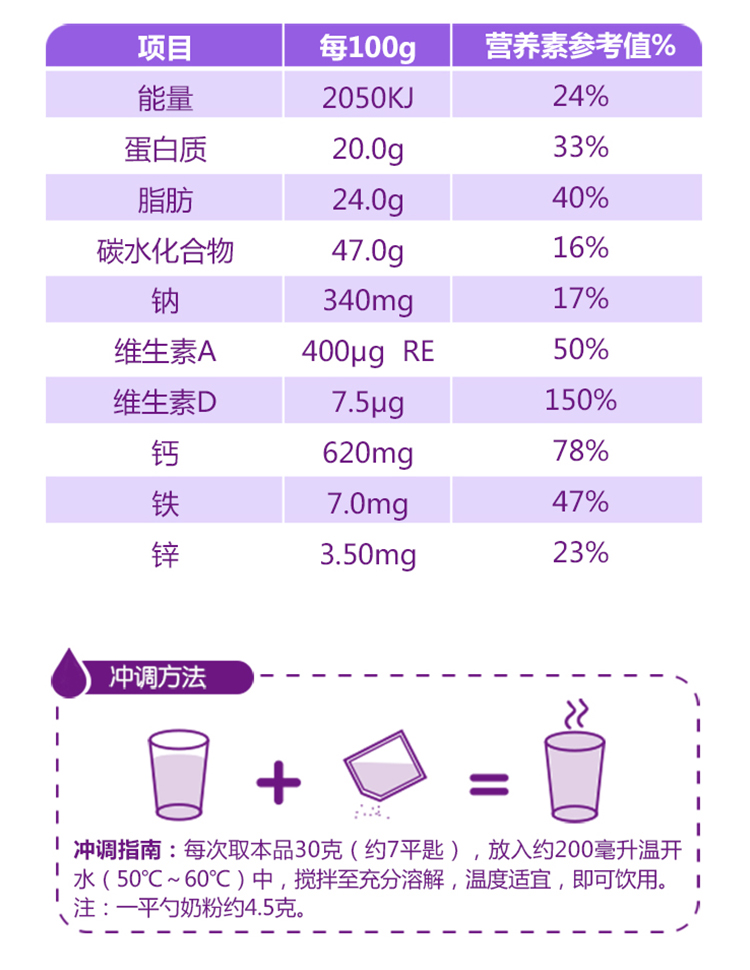 项目 每100g 营养素参考值%
能量 2050KJ 24%
蛋白质 20.0g 33%
脂肪 24.0g 40%
碳水化合物 47.0g 16%
钠 340mg 17%
维生素A 400μg RE 50%
维生素D 7.5μg 150%
钙 620mg 78%
铁 7.0mg 47%
锌 3.50mg 23%
冲调方法
冲调指南：每次取本品30克（约7平匙），放入约200毫升温开
水（50℃～60℃）中，搅拌至充分溶解，温度适宜，即可饮用。
注：一平勺奶粉约4.5克。